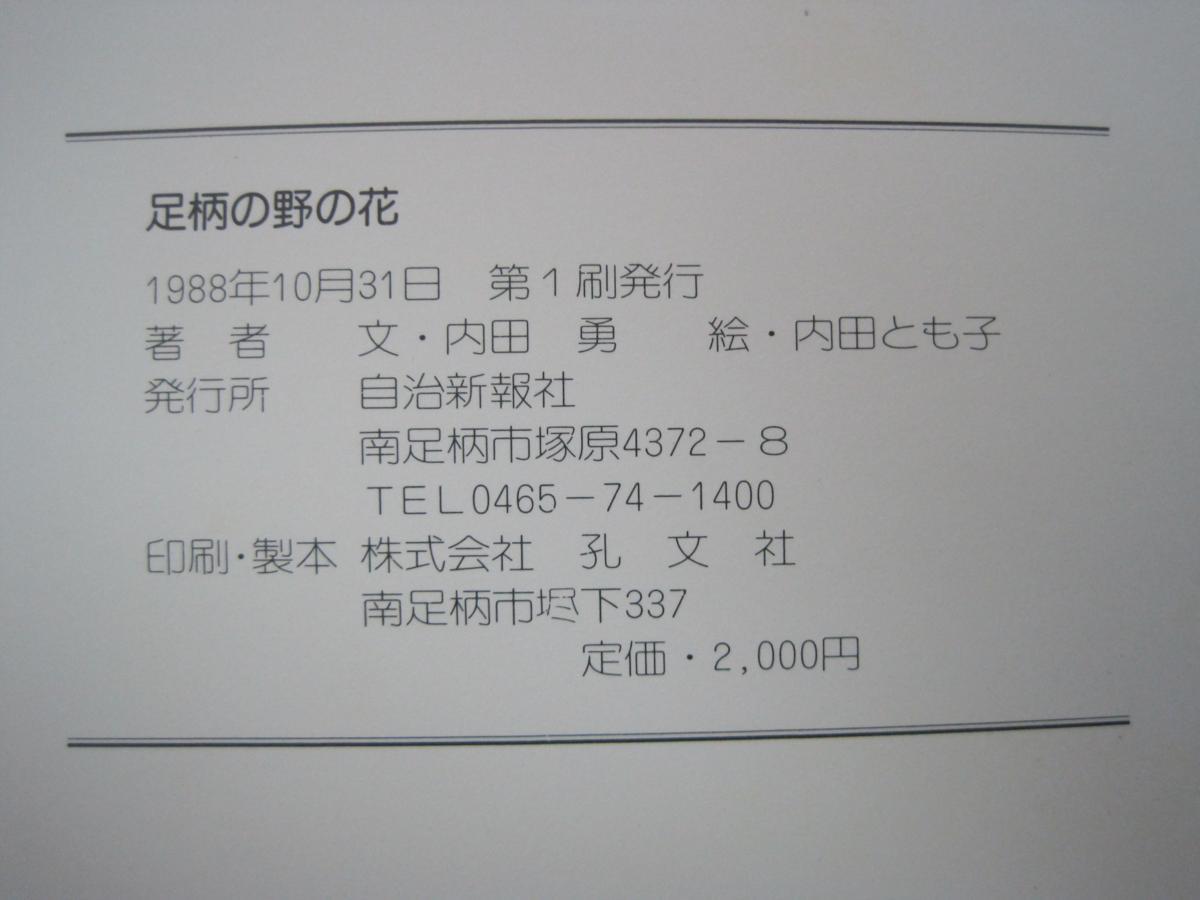 足柄の野の花
1988年10月31日　第1刷発行
著　者　　文・内田　勇　　絵・内田とも子
発行所　　自治新報社
南足柄市塚原4372－8
TEL0465－74－1400
印刷・製本　株式会社　孔　文　社
南足柄市壗下337
定価・2,000円